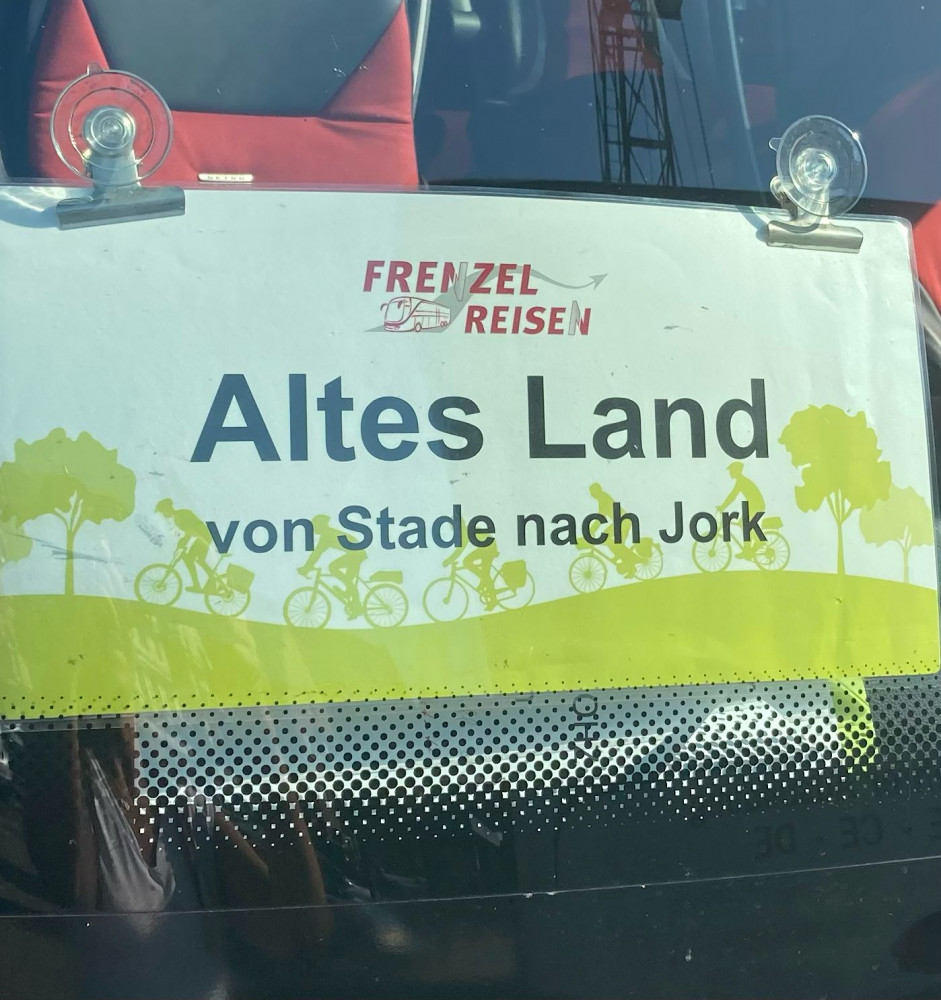 FRENZEL
REISEN
Altes Land
von Stade nach Jork